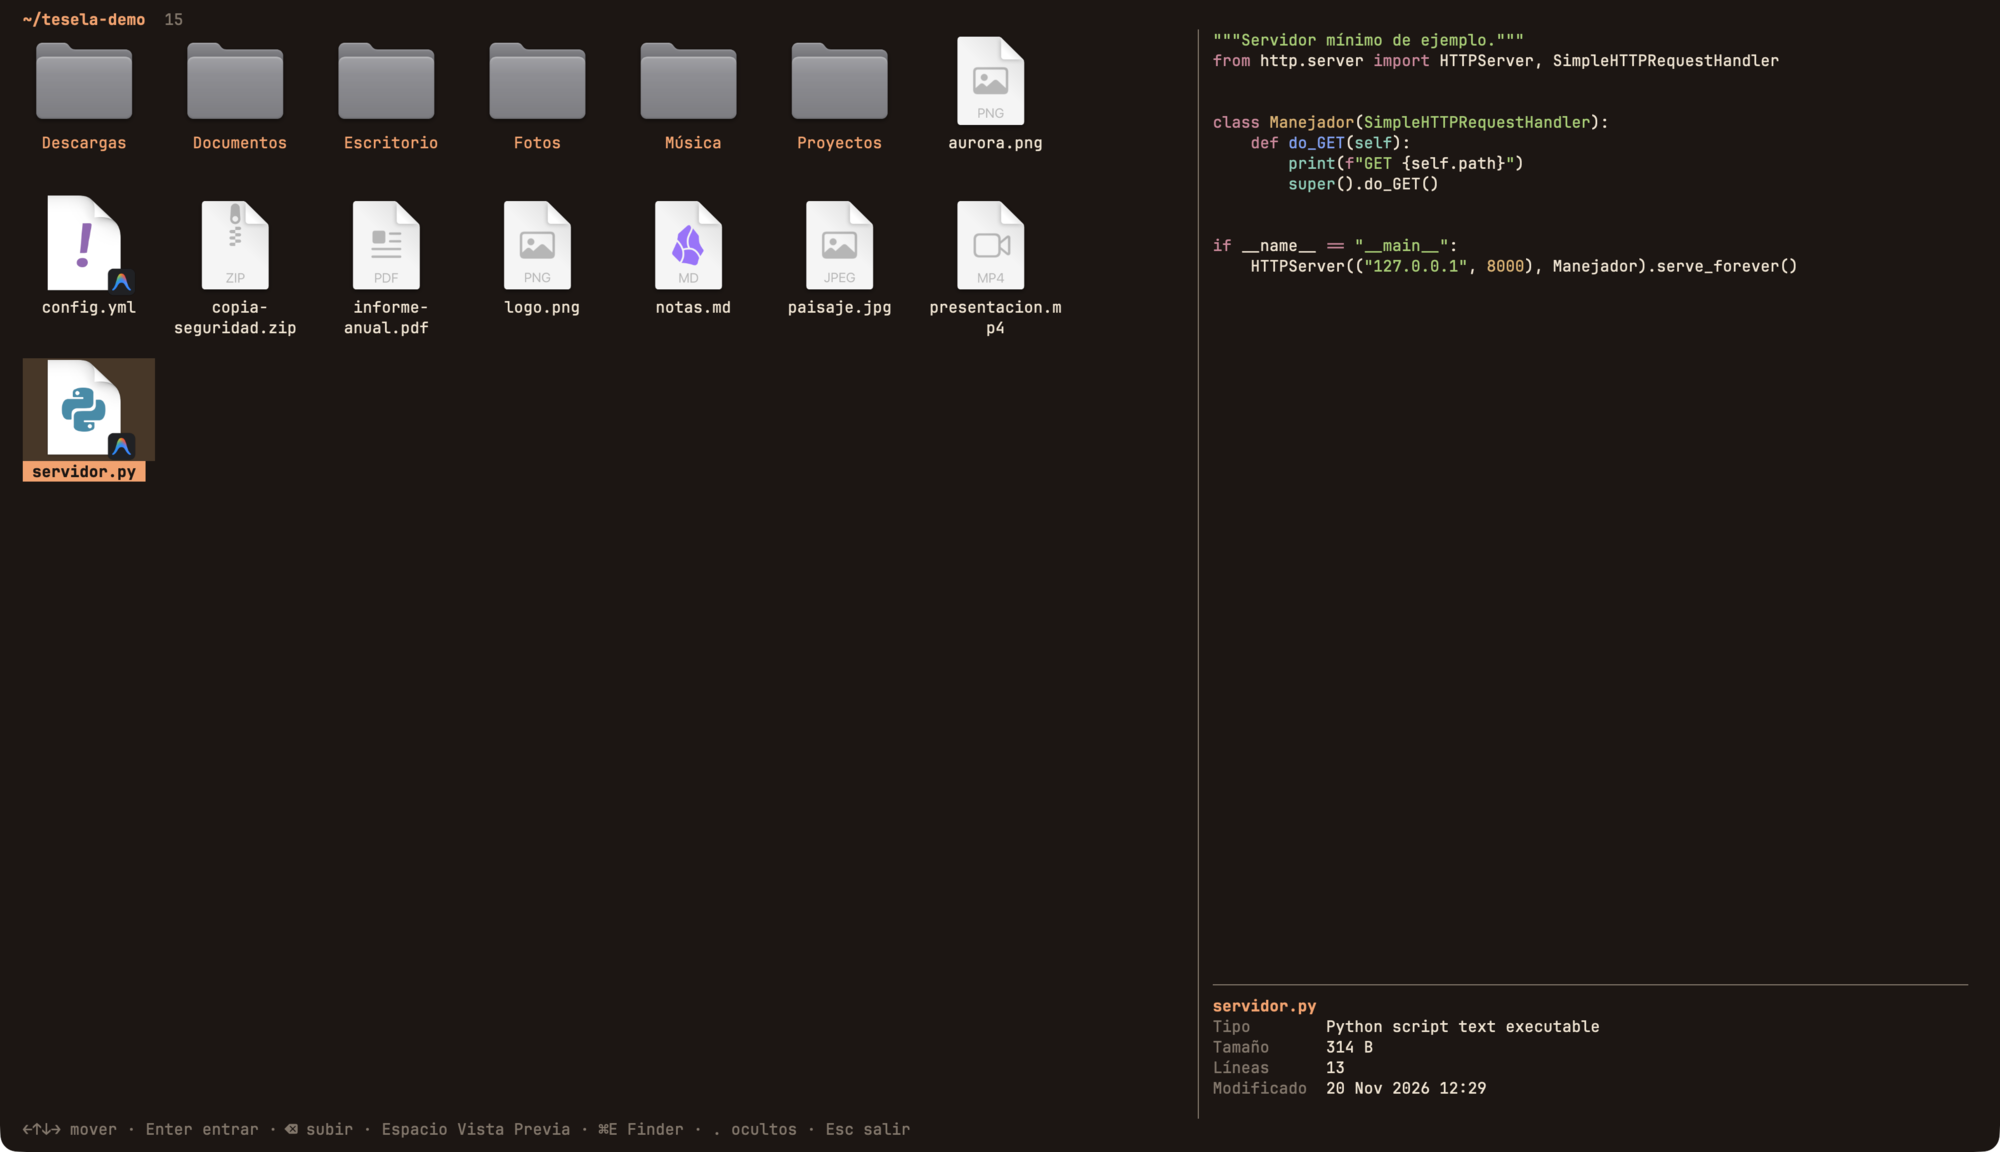 ~/tesela-demo 15
Descargas Documentos Escritorio Fotos Música Proyectos aurora.png
PNG
ZIP PDF PNG MD JPEG MP4
config.yml copia- informe- logo.png notas.md paisaje.jpg presentacion.m
seguridad.zip anual.pdf p4
servidor.py
"""Servidor mínimo de ejemplo."""
from http.server import HTTPServer, SimpleHTTPRequestHandler
class Manejador(SimpleHTTPRequestHandler):
    def do_GET(self):
        print(f"GET {self.path}")
        super().do_GET()
if __name__ == "__main__":
    HTTPServer(("127.0.0.1", 8000), Manejador).serve_forever()
servidor.py
Tipo Python script text executable
Tamaño 314 B
Líneas 13
Modificado 20 Nov 2026 12:29
←↑↓→ mover · Enter entrar · ⌫ subir · Espacio Vista Previa · ⌘E Finder · . ocultos · Esc salir